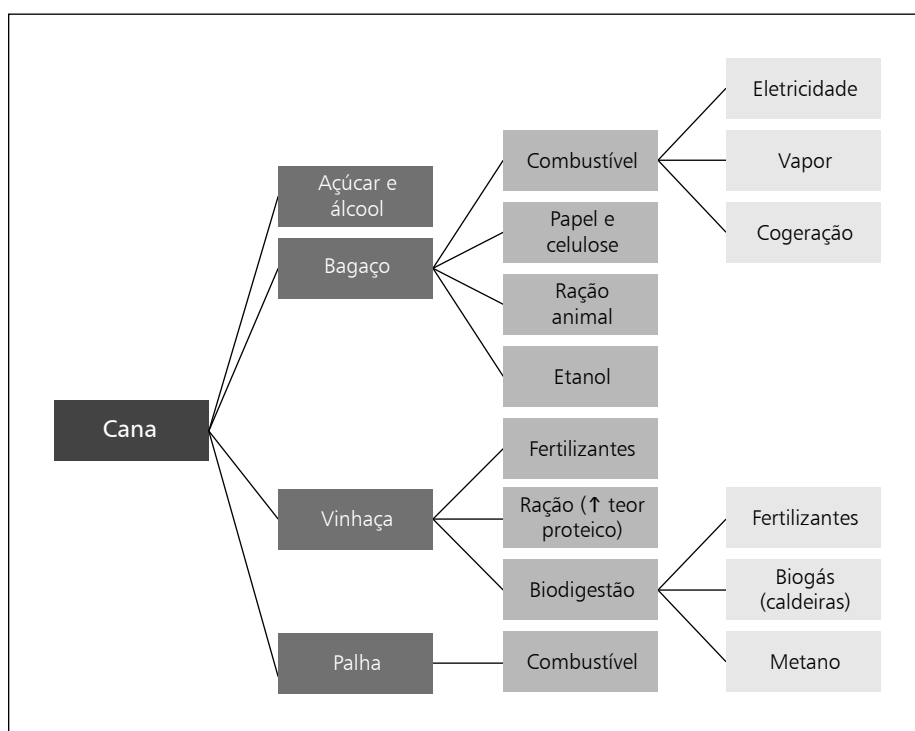 Cana
Açúcar e
álcool
Bagaço
Vinhaça
Palha
Combustível
Papel e
celulose
Ração
animal
Etanol
Fertilizantes
Ração (↑ teor
proteico)
Biodigestão
Combustível
Eletricidade
Vapor
Cogeração
Fertilizantes
Biogás
(caldeiras)
Metano